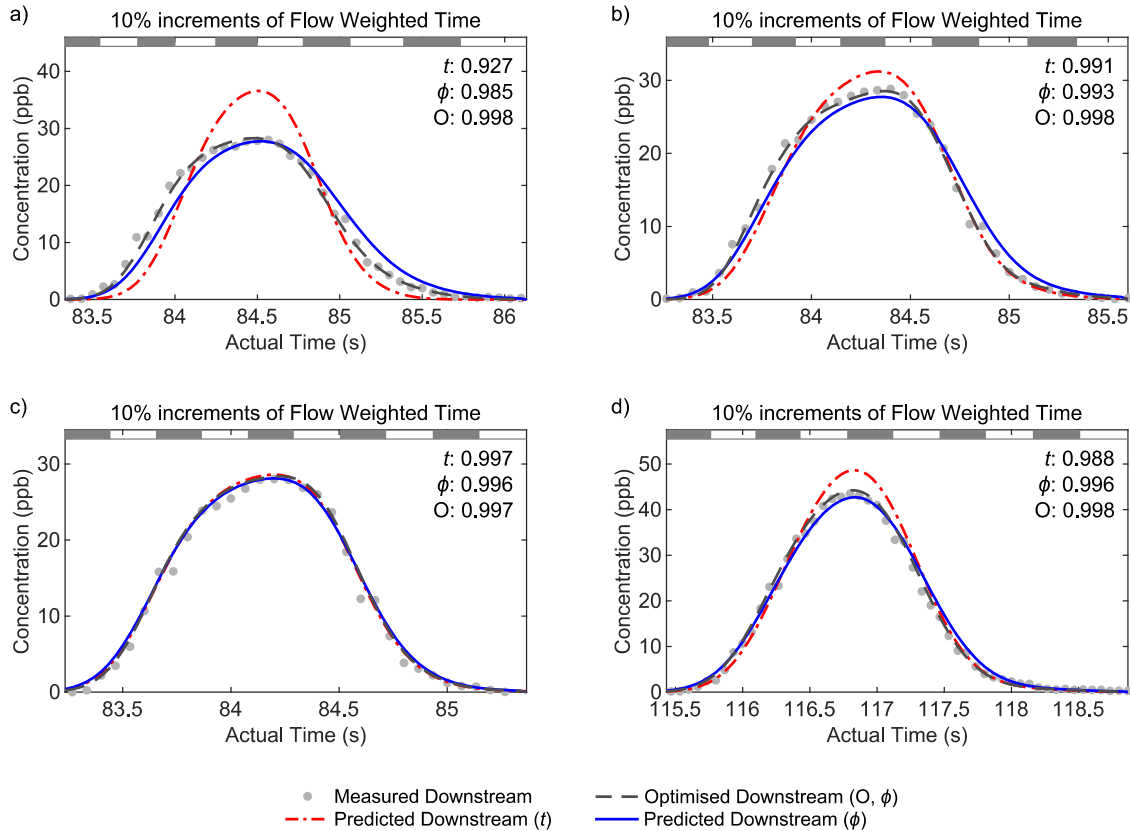 a)
10% increments of Flow Weighted Time
t: 0.927
ϕ: 0.985
O: 0.998
Concentration (ppb)
40
30
20
10
0
83.5 84 84.5 85 85.5 86
Actual Time (s)
b)
10% increments of Flow Weighted Time
t: 0.991
ϕ: 0.993
O: 0.998
Concentration (ppb)
30
20
10
0
83.5 84 84.5 85 85.5
Actual Time (s)
c)
10% increments of Flow Weighted Time
t: 0.997
ϕ: 0.996
O: 0.997
Concentration (ppb)
30
20
10
0
83.5 84 84.5 85
Actual Time (s)
d)
10% increments of Flow Weighted Time
t: 0.988
ϕ: 0.996
O: 0.998
Concentration (ppb)
50
40
30
20
10
0
115.5 116 116.5 117 117.5 118 118.5
Actual Time (s)
Measured Downstream
Optimised Downstream (O, ϕ)
Predicted Downstream (t)
Predicted Downstream (ϕ)